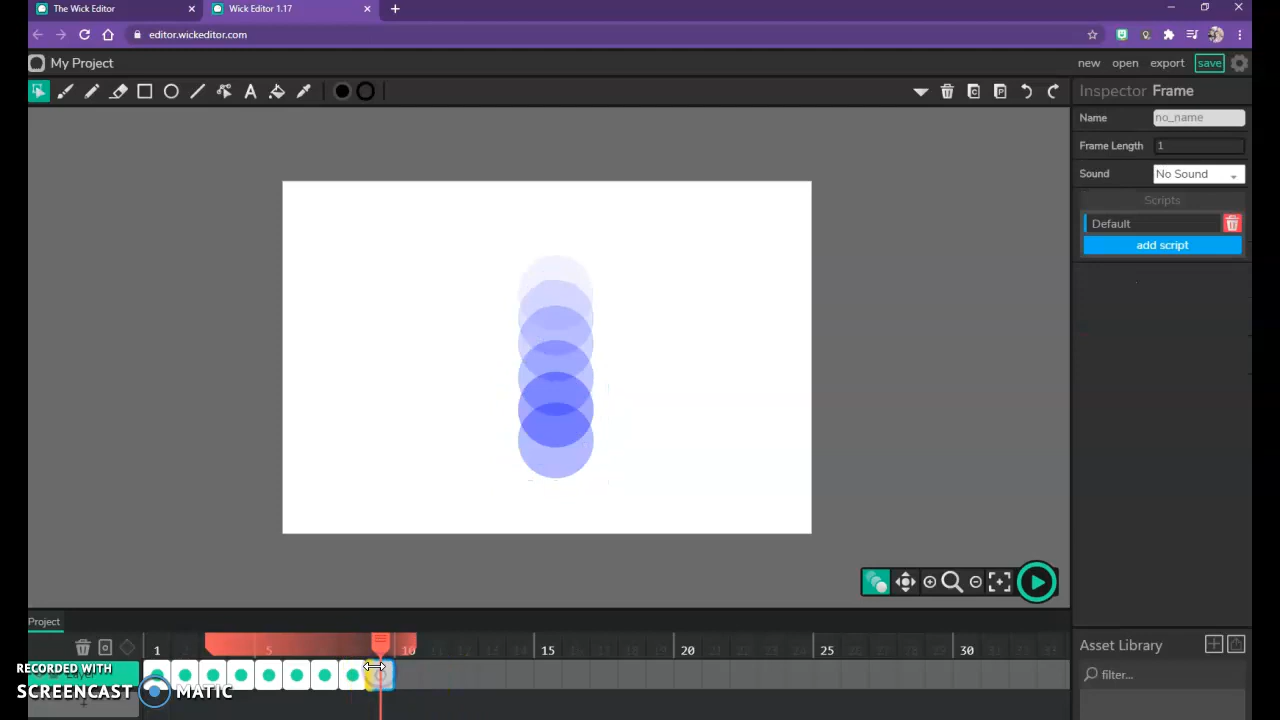 The Wick Editor
Wick Editor 1.17
editor.wickeditor.com
My Project
new open export save
Inspector Frame
Name no_name
Frame Length 1
Sound No Sound
Scripts
Default
add script
Project
1 5 10 15 20 25 30
Asset Library
filter...
RECORDED WITH
SCREENCAST MATIC